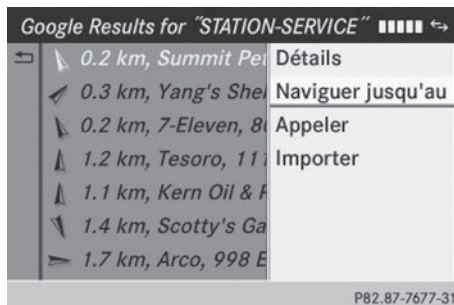 Google Results for "STATION-SERVICE"
0.2 km, Summit Pet
0.3 km, Yang's Shel
0.2 km, 7-Eleven, 8
1.2 km, Tesoro, 111
1.1 km, Kern Oil &
1.4 km, Scotty's Ga
1.7 km, Arco, 998 E
Détails
Naviguer jusqu'au
Appeler
Importer
P82.87-7677-31